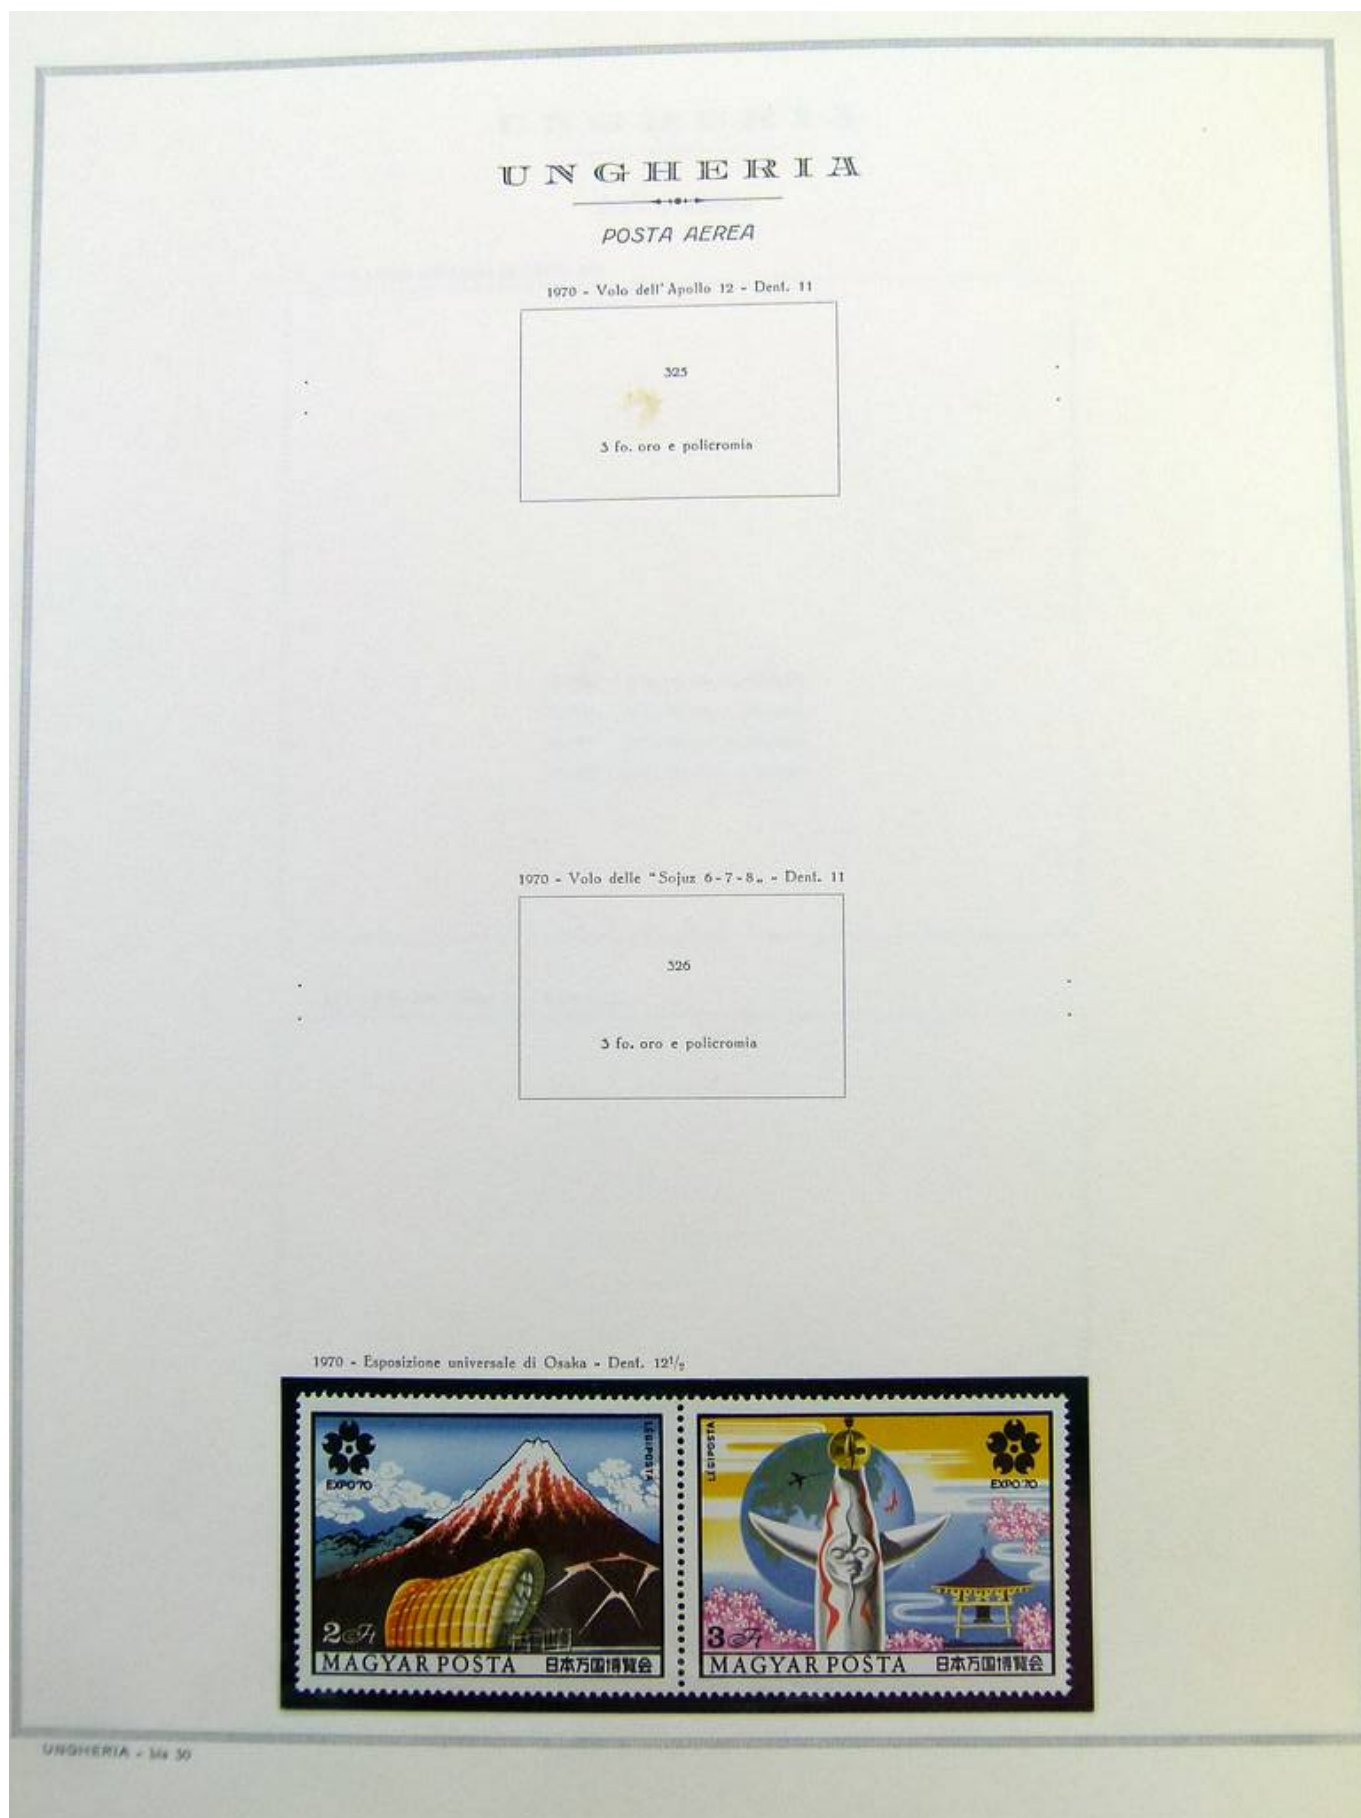 UNGHERIA
POSTA AEREA
1970 - Volo dell'Apollo 12 - Dent. 11
325
3 fo. oro e policromia
1970 - Volo delle "Sojuz 6-7-8„ - Dent. 11
326
3 fo. oro e policromia
1970 - Esposizione universale di Osaka - Dent. 12 1/2
EXPO'70
LÉGIPOSTA
2 Ft
MAGYAR POSTA 日本万国博覧会
LÉGIPOSTA
EXPO'70
3 Ft
MAGYAR POSTA 日本万国博覧会
UNGHERIA - bis 50